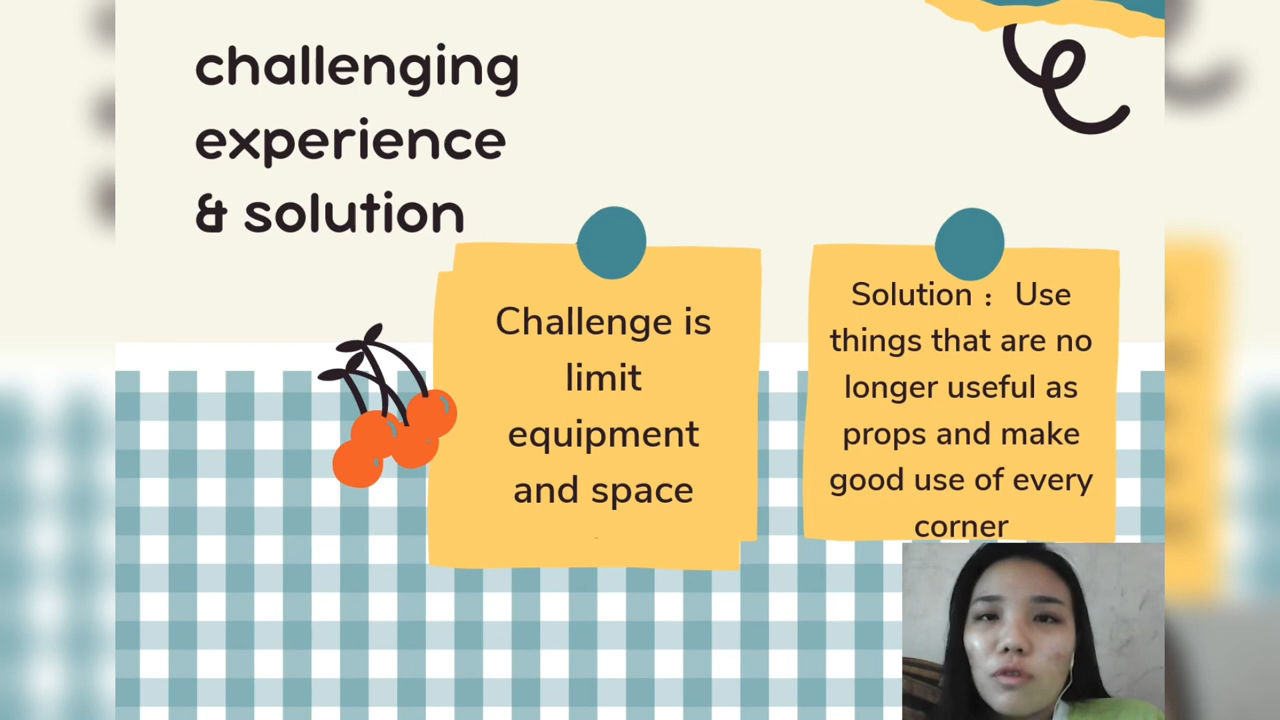 challenging
experience
& solution
Challenge is
limit
equipment
and space
Solution： Use
things that are no
longer useful as
props and make
good use of every
corner